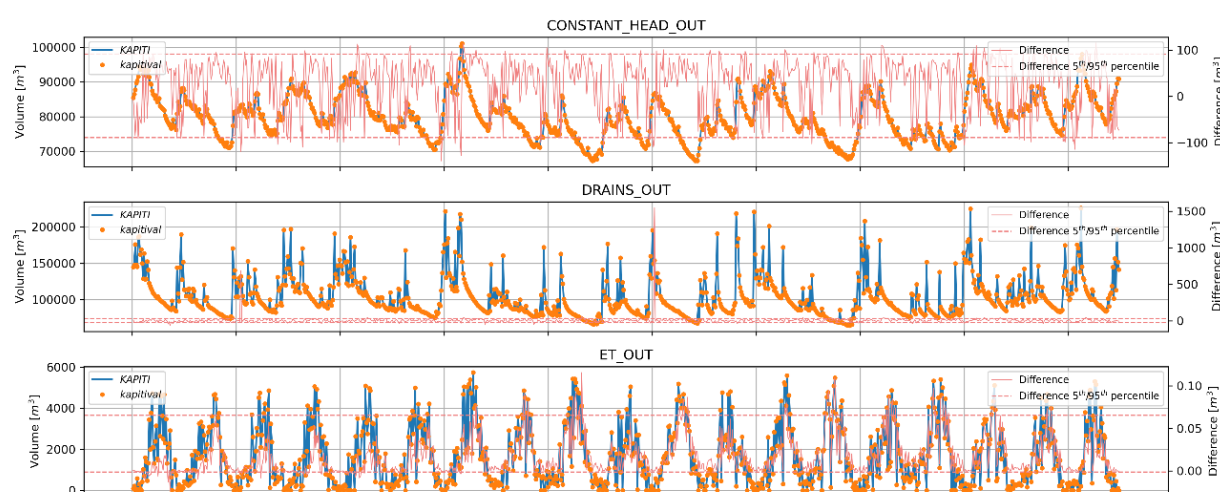 CONSTANT_HEAD_OUT
Volume [m³]
100000
90000
80000
70000
KAPITI
kapitival
Difference
Difference 5th/95th percentile
100
0
−100
Difference [m³]
DRAINS_OUT
Volume [m³]
200000
150000
100000
KAPITI
kapitival
Difference
Difference 5th/95th percentile
1500
1000
500
0
Difference [m³]
ET_OUT
Volume [m³]
6000
4000
2000
0
KAPITI
kapitival
Difference
Difference 5th/95th percentile
0.10
0.05
0.00
Difference [m³]